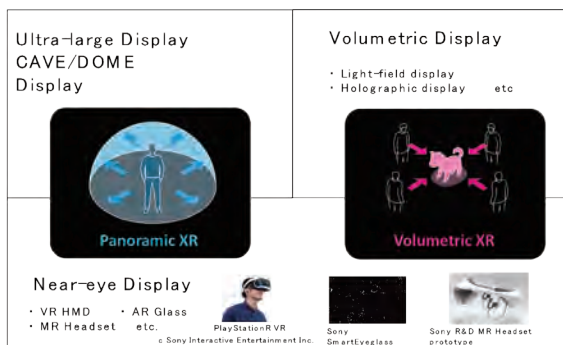 Ultra-large Display
CAVE/DOME
Display
Panoramic XR
Volumetric Display
・ Light-field display
・ Holographic display etc
Volumetric XR
Near-eye Display
・ VR HMD ・ AR Glass
・ MR Headset etc.
PlayStationR VR
c Sony Interactive Entertainment Inc.
Sony
SmartEyeglass
Sony R&D MR Headset
prototype